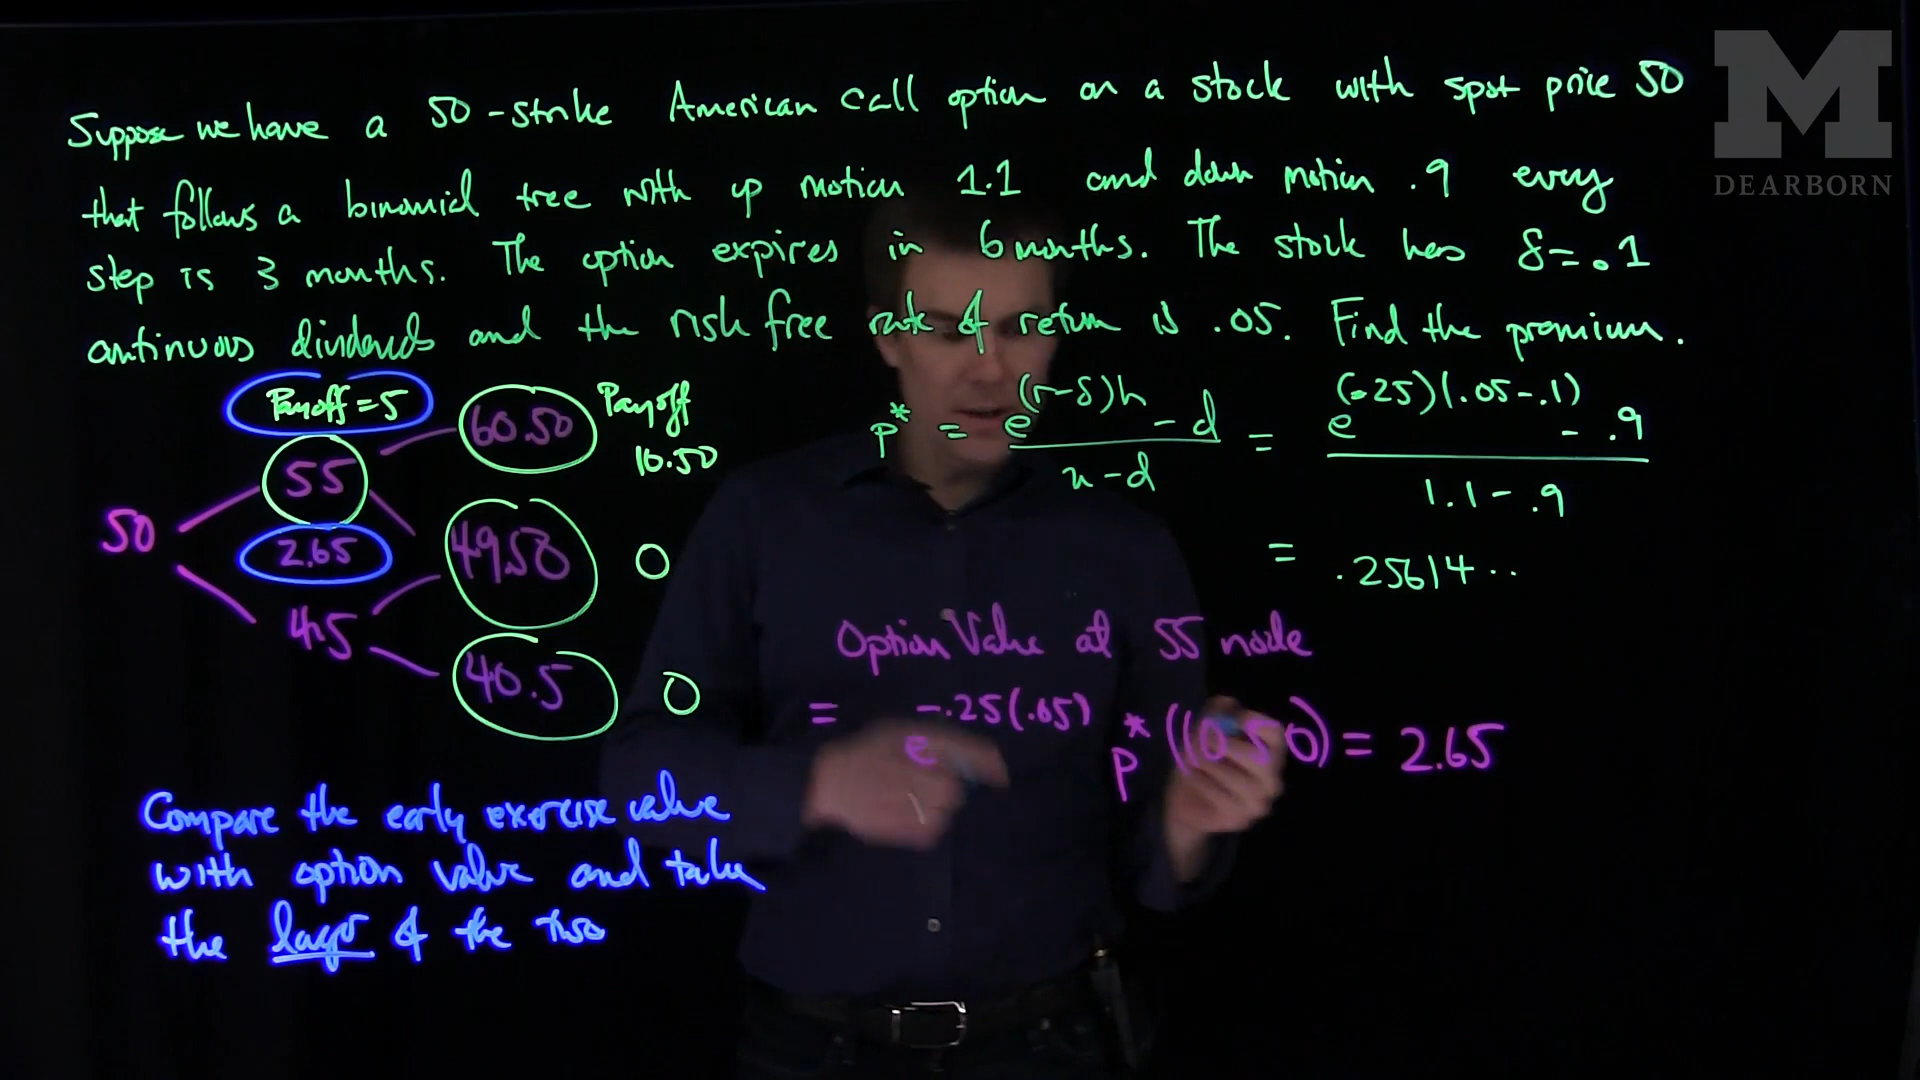 Suppose we have a 50-strike American call option on a stock with spot price 50
that follows a binomial tree with up motion 1.1 and down motion .9 every
step is 3 months. The option expires in 6 months. The stock has δ=.1
continuous dividends and the risk free rate of return is .05. Find the premium.
Payoff = 5
60.50 Payoff
10.50
55
50
2.65
49.50 0
45
40.5 0
p* = e^(r-δ)h - d / u-d = e^(.25)(.05-.1) - .9 / 1.1 - .9
= .25614..
Option Value at 55 node
= e^-.25(.05) p* (10.50) = 2.65
Compare the early exercise value
with option value and take
the larger of the two
M
DEARBORN